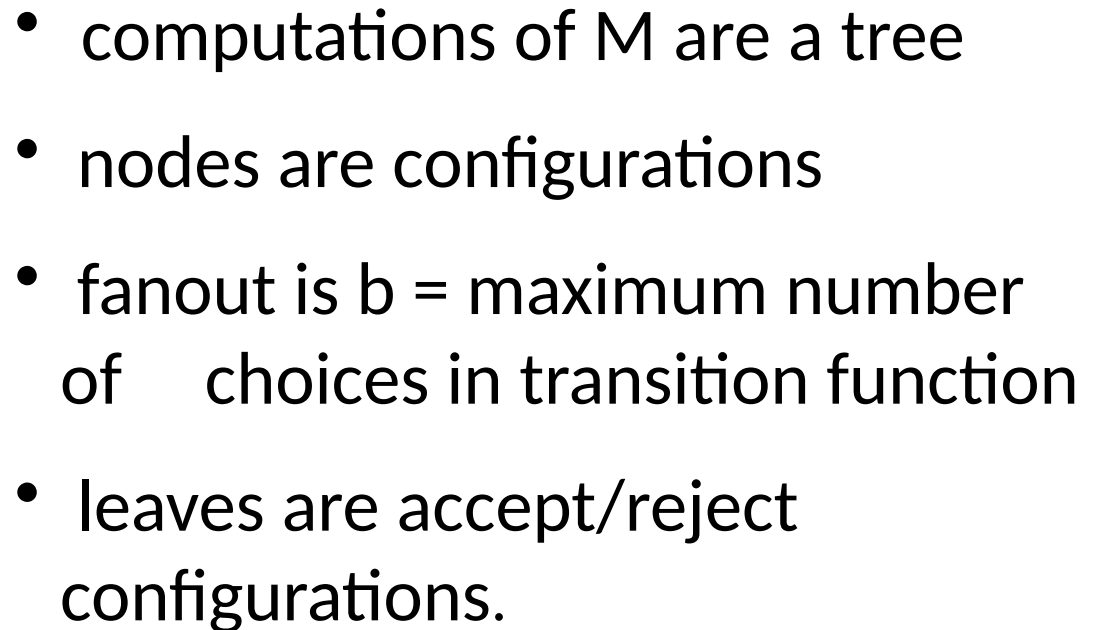 • computations of M are a tree
• nodes are configurations
• fanout is b = maximum number
of choices in transition function
• leaves are accept/reject
configurations.